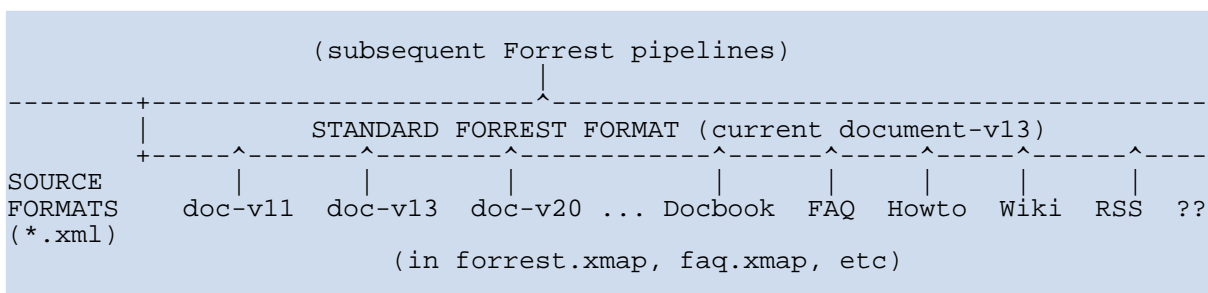 (subsequent Forrest pipelines)
STANDARD FORREST FORMAT (current document-v13)
SOURCE
FORMATS doc-v11 doc-v13 doc-v20 ... Docbook FAQ Howto Wiki RSS ??
(*.xml)
(in forrest.xmap, faq.xmap, etc)